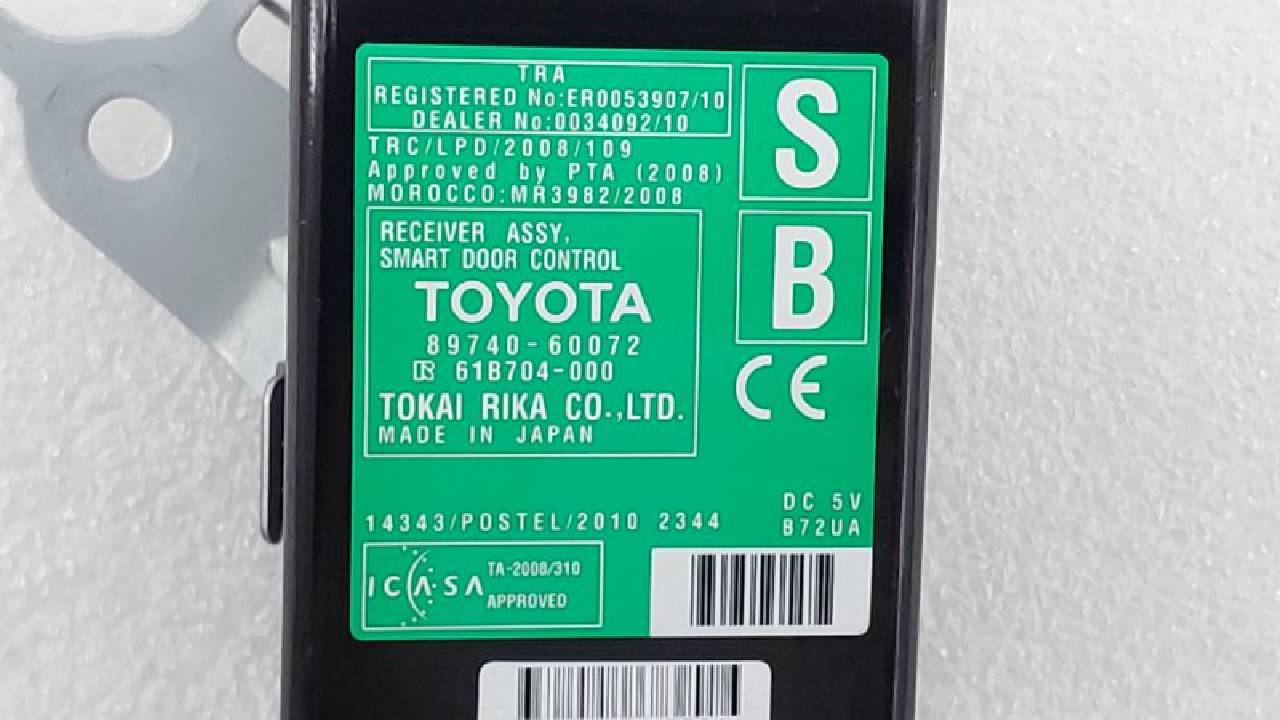 TRA
REGISTERED No:ER0053907/10
DEALER No:0034092/10
TRC/LPD/2008/109
Approved by PTA (2008)
MOROCCO:MR3982/2008
S
B
RECEIVER ASSY,
SMART DOOR CONTROL
TOYOTA
89740-60072
61B704-000
TOKAI RIKA CO.,LTD.
MADE IN JAPAN
CE
DC 5V
B72UA
14343/POSTEL/2010 2344
ICASA
TA-2008/310
APPROVED